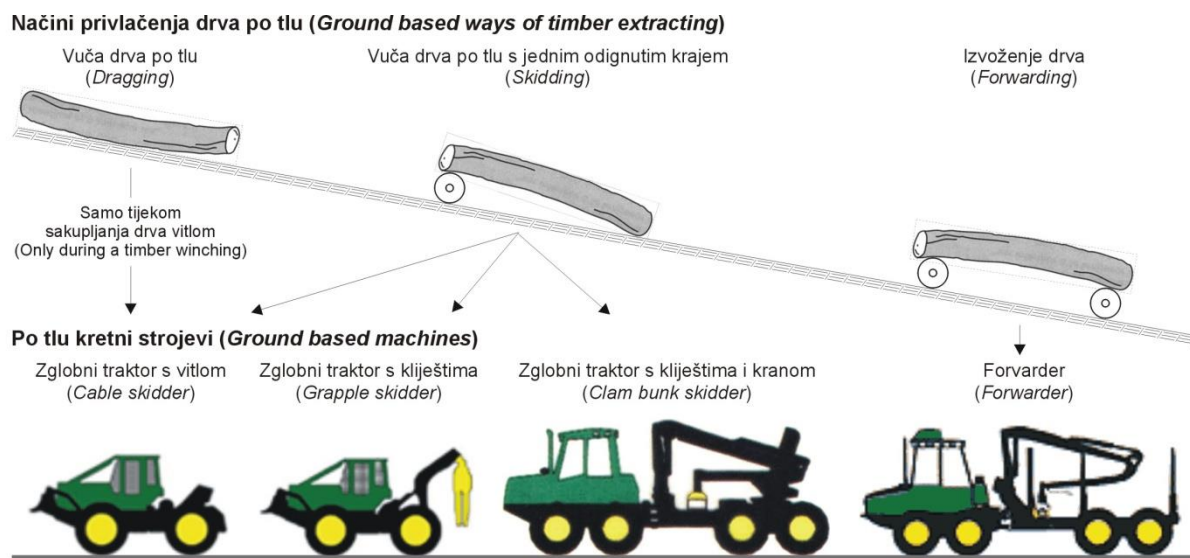 Načini privlačenja drva po tlu (Ground based ways of timber extracting)
Vuča drva po tlu
(Dragging)
Vuča drva po tlu s jednim odignutim krajem
(Skidding)
Izvoženje drva
(Forwarding)
Samo tijekom
sakupljanja drva vitlom
(Only during a timber winching)
Po tlu kretni strojevi (Ground based machines)
Zglobni traktor s vitlom
(Cable skidder)
Zglobni traktor s kliještima
(Grapple skidder)
Zglobni traktor s kliještima i kranom
(Clam bunk skidder)
Forvarder
(Forwarder)